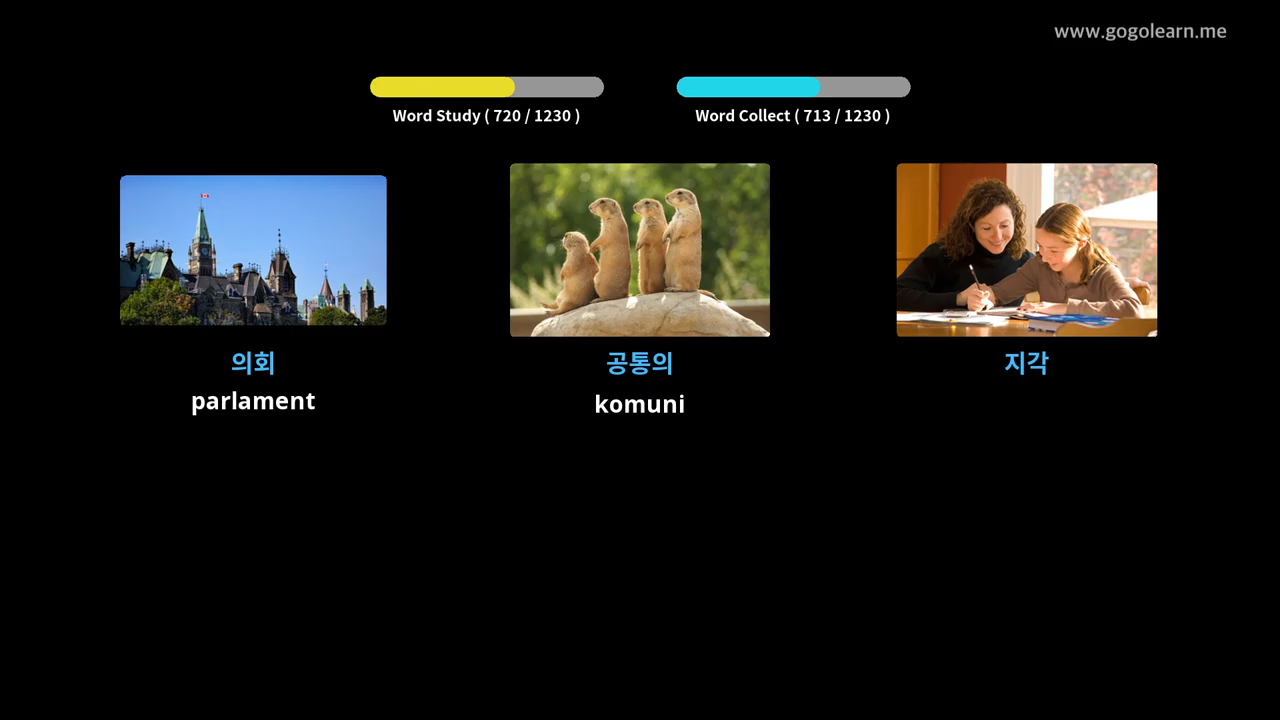 www.gogolearn.me
Word Study ( 720 / 1230 )
Word Collect ( 713 / 1230 )
의회
parlament
공통의
komuni
지각